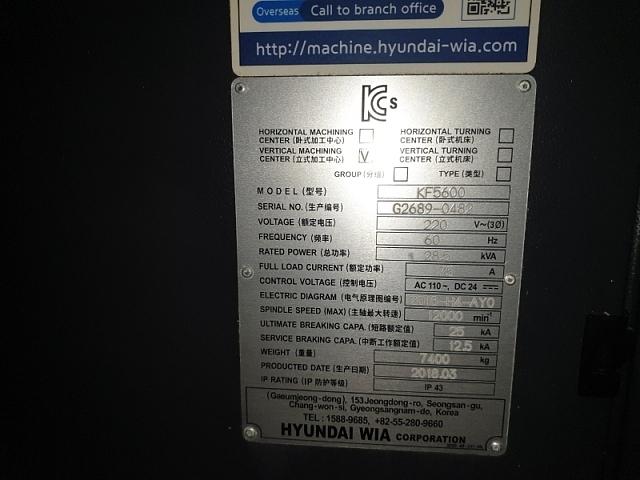 Overseas Call to branch office
http://machine.hyundai-wia.com
KCs
HORIZONTAL MACHINING CENTER (卧式加工中心)
HORIZONTAL TURNING CENTER (卧式机床)
VERTICAL MACHINING CENTER (立式加工中心) V
VERTICAL TURNING CENTER (立式机床)
GROUP (分组) TYPE (类型)
MODEL (型号) KF5600
SERIAL NO. (生产编号) G2689-0482
VOLTAGE (额定电压) 220 V~(3Ø)
FREQUENCY (频率) 60 Hz
RATED POWER (总功率) kVA
FULL LOAD CURRENT (额定功率) A
CONTROL VOLTAGE (控制电压) AC 110~, DC 24
ELECTRIC DIAGRAM (电气原理图编号)
SPINDLE SPEED (MAX) (主轴最大转速) 12000 min⁻¹
ULTIMATE BREAKING CAPA. (短路额定值) 25 kA
SERVICE BRAKING CAPA. (中断工作额定值) 12.5 kA
WEIGHT (重量) 7400 kg
PRODUCTED DATE (生产日期) 2018.03
IP-RATING (IP 防护等级) IP 43
(Gaeumjeong-dong), 153 Jeongdong-ro, Seongsan-gu,
Chang-won-si, Gyeongsangnam-do, Korea
TEL : 1588-9685, +82-55-280-9660
HYUNDAI WIA CORPORATION